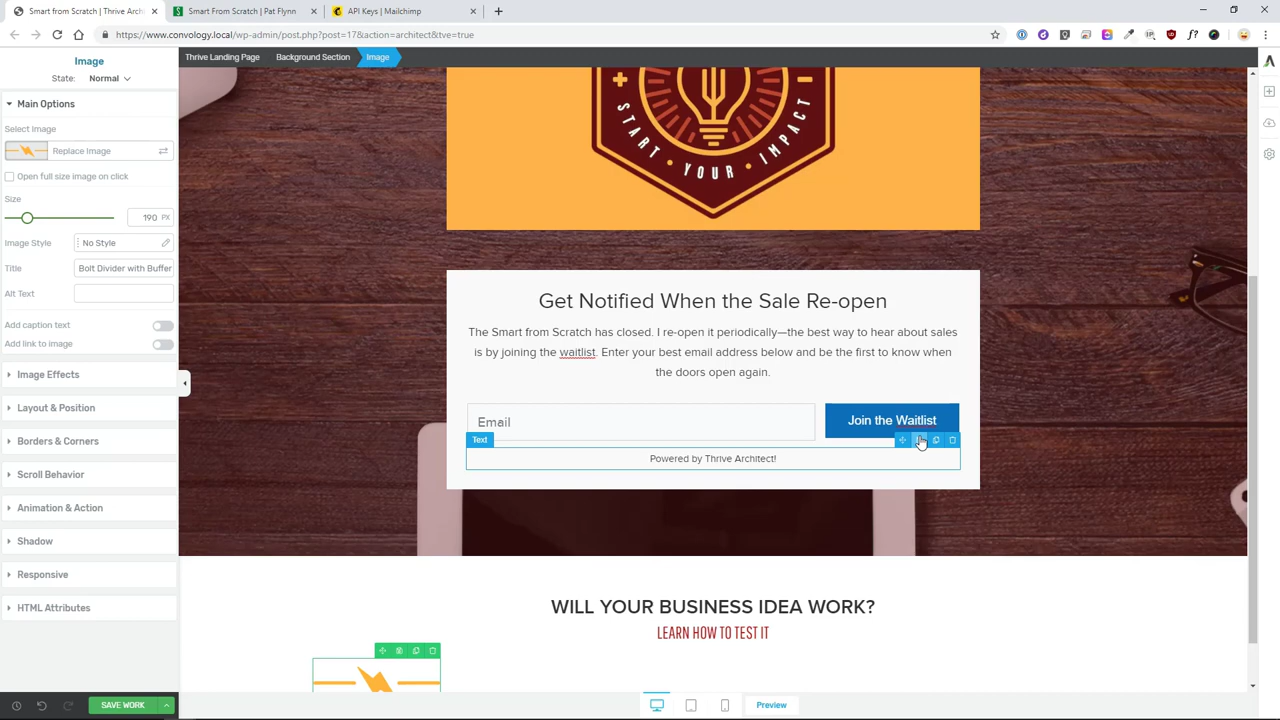 Smart From Scratch | Thrive Arc
Smart From Scratch | Pat Flynn
API Keys | Mailchimp
https://www.convology.local/wp-admin/post.php?post=17&action=architect&tve=true
Image
State: Normal
Thrive Landing Page
Background Section
Image
Main Options
Select Image
Replace Image
Open full size image on click
Size
190 PX
Image Style
No Style
Title
Bolt Divider with Buffer
Alt Text
Add caption text
Add link to image
Image Effects
Layout & Position
Borders & Corners
Scroll Behavior
Animation & Action
Shadow
Responsive
HTML Attributes
SAVE WORK
START • YOUR • IMPACT
Get Notified When the Sale Re-open
The Smart from Scratch has closed. I re-open it periodically—the best way to hear about sales
is by joining the waitlist. Enter your best email address below and be the first to know when
the doors open again.
Email
Join the Waitlist
Text
Powered by Thrive Architect!
WILL YOUR BUSINESS IDEA WORK?
LEARN HOW TO TEST IT
Preview